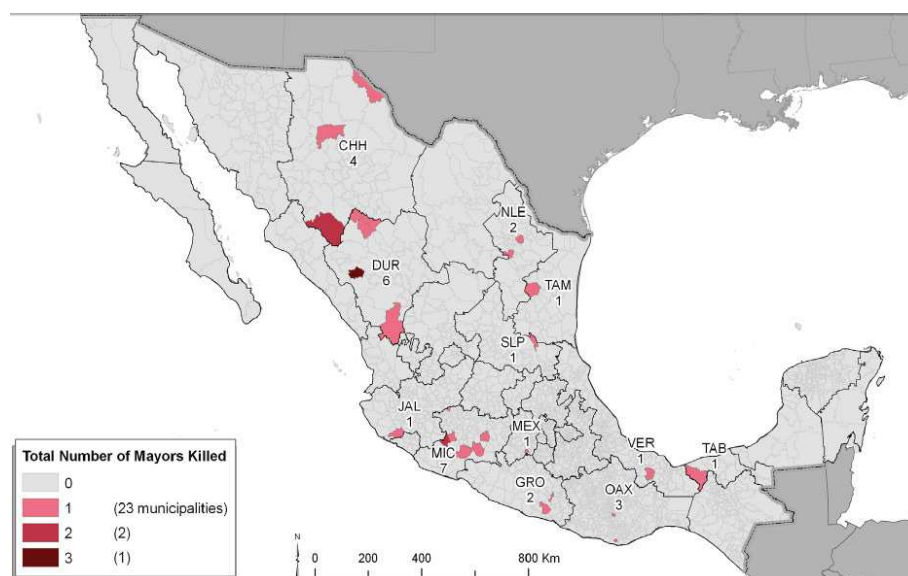 CHH
4
NLE
2
DUR
6
TAM
1
SLP
1
JAL
1
MEX
1
MIC
7
VER
1
TAB
1
GRO
2
OAX
3
Total Number of Mayors Killed
0
1 (23 municipalities)
2 (2)
3 (1)
N
0 200 400 800 Km